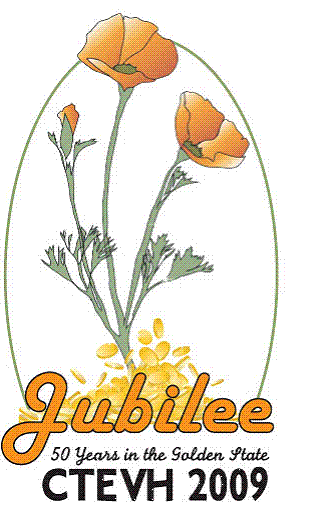 Jubilee
50 Years in the Golden State
CTEVH 2009